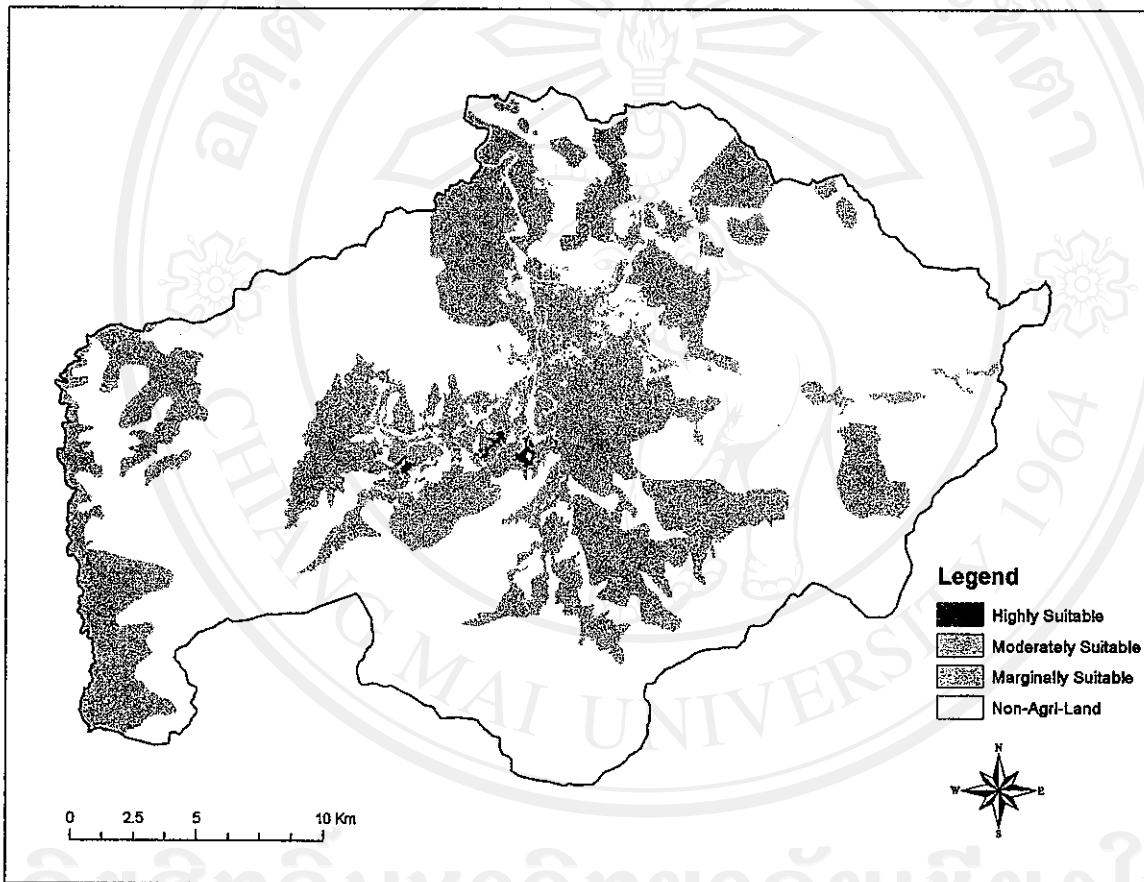 CHIANG MAI UNIVERSITY 1964
Legend
Highly Suitable
Moderately Suitable
Marginally Suitable
Non-Agri-Land
N
W E
S
0 2.5 5 10 Km